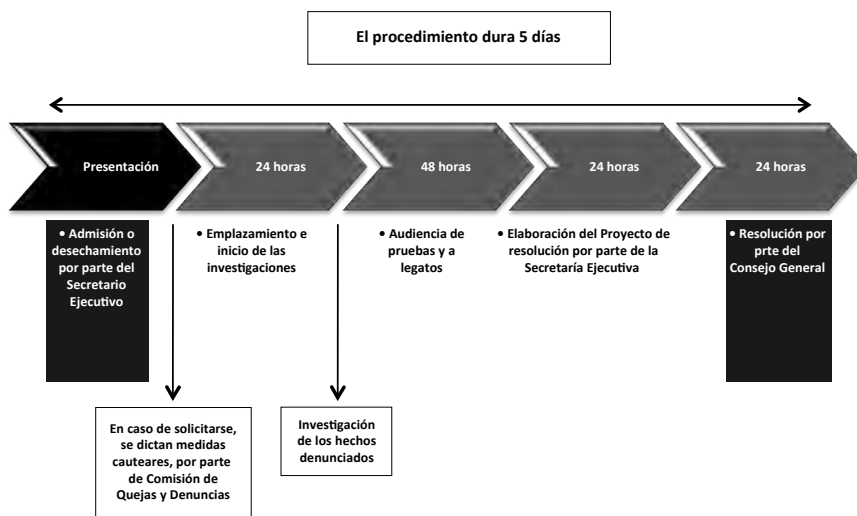 El procedimiento dura 5 días
Presentación
24 horas
48 horas
24 horas
24 horas
• Admisión o
desechamiento
por parte del
Secretario
Ejecutivo
• Emplazamiento e
inicio de las
investigaciones
• Audiencia de
pruebas y a
legatos
• Elaboración del Proyecto de
resolución por parte de la
Secretaría Ejecutiva
• Resolución por
prte del
Consejo General
En caso de solicitarse,
se dictan medidas
cauteares, por parte
de Comisión de
Quejas y Denuncias
Investigación
de los hechos
denunciados